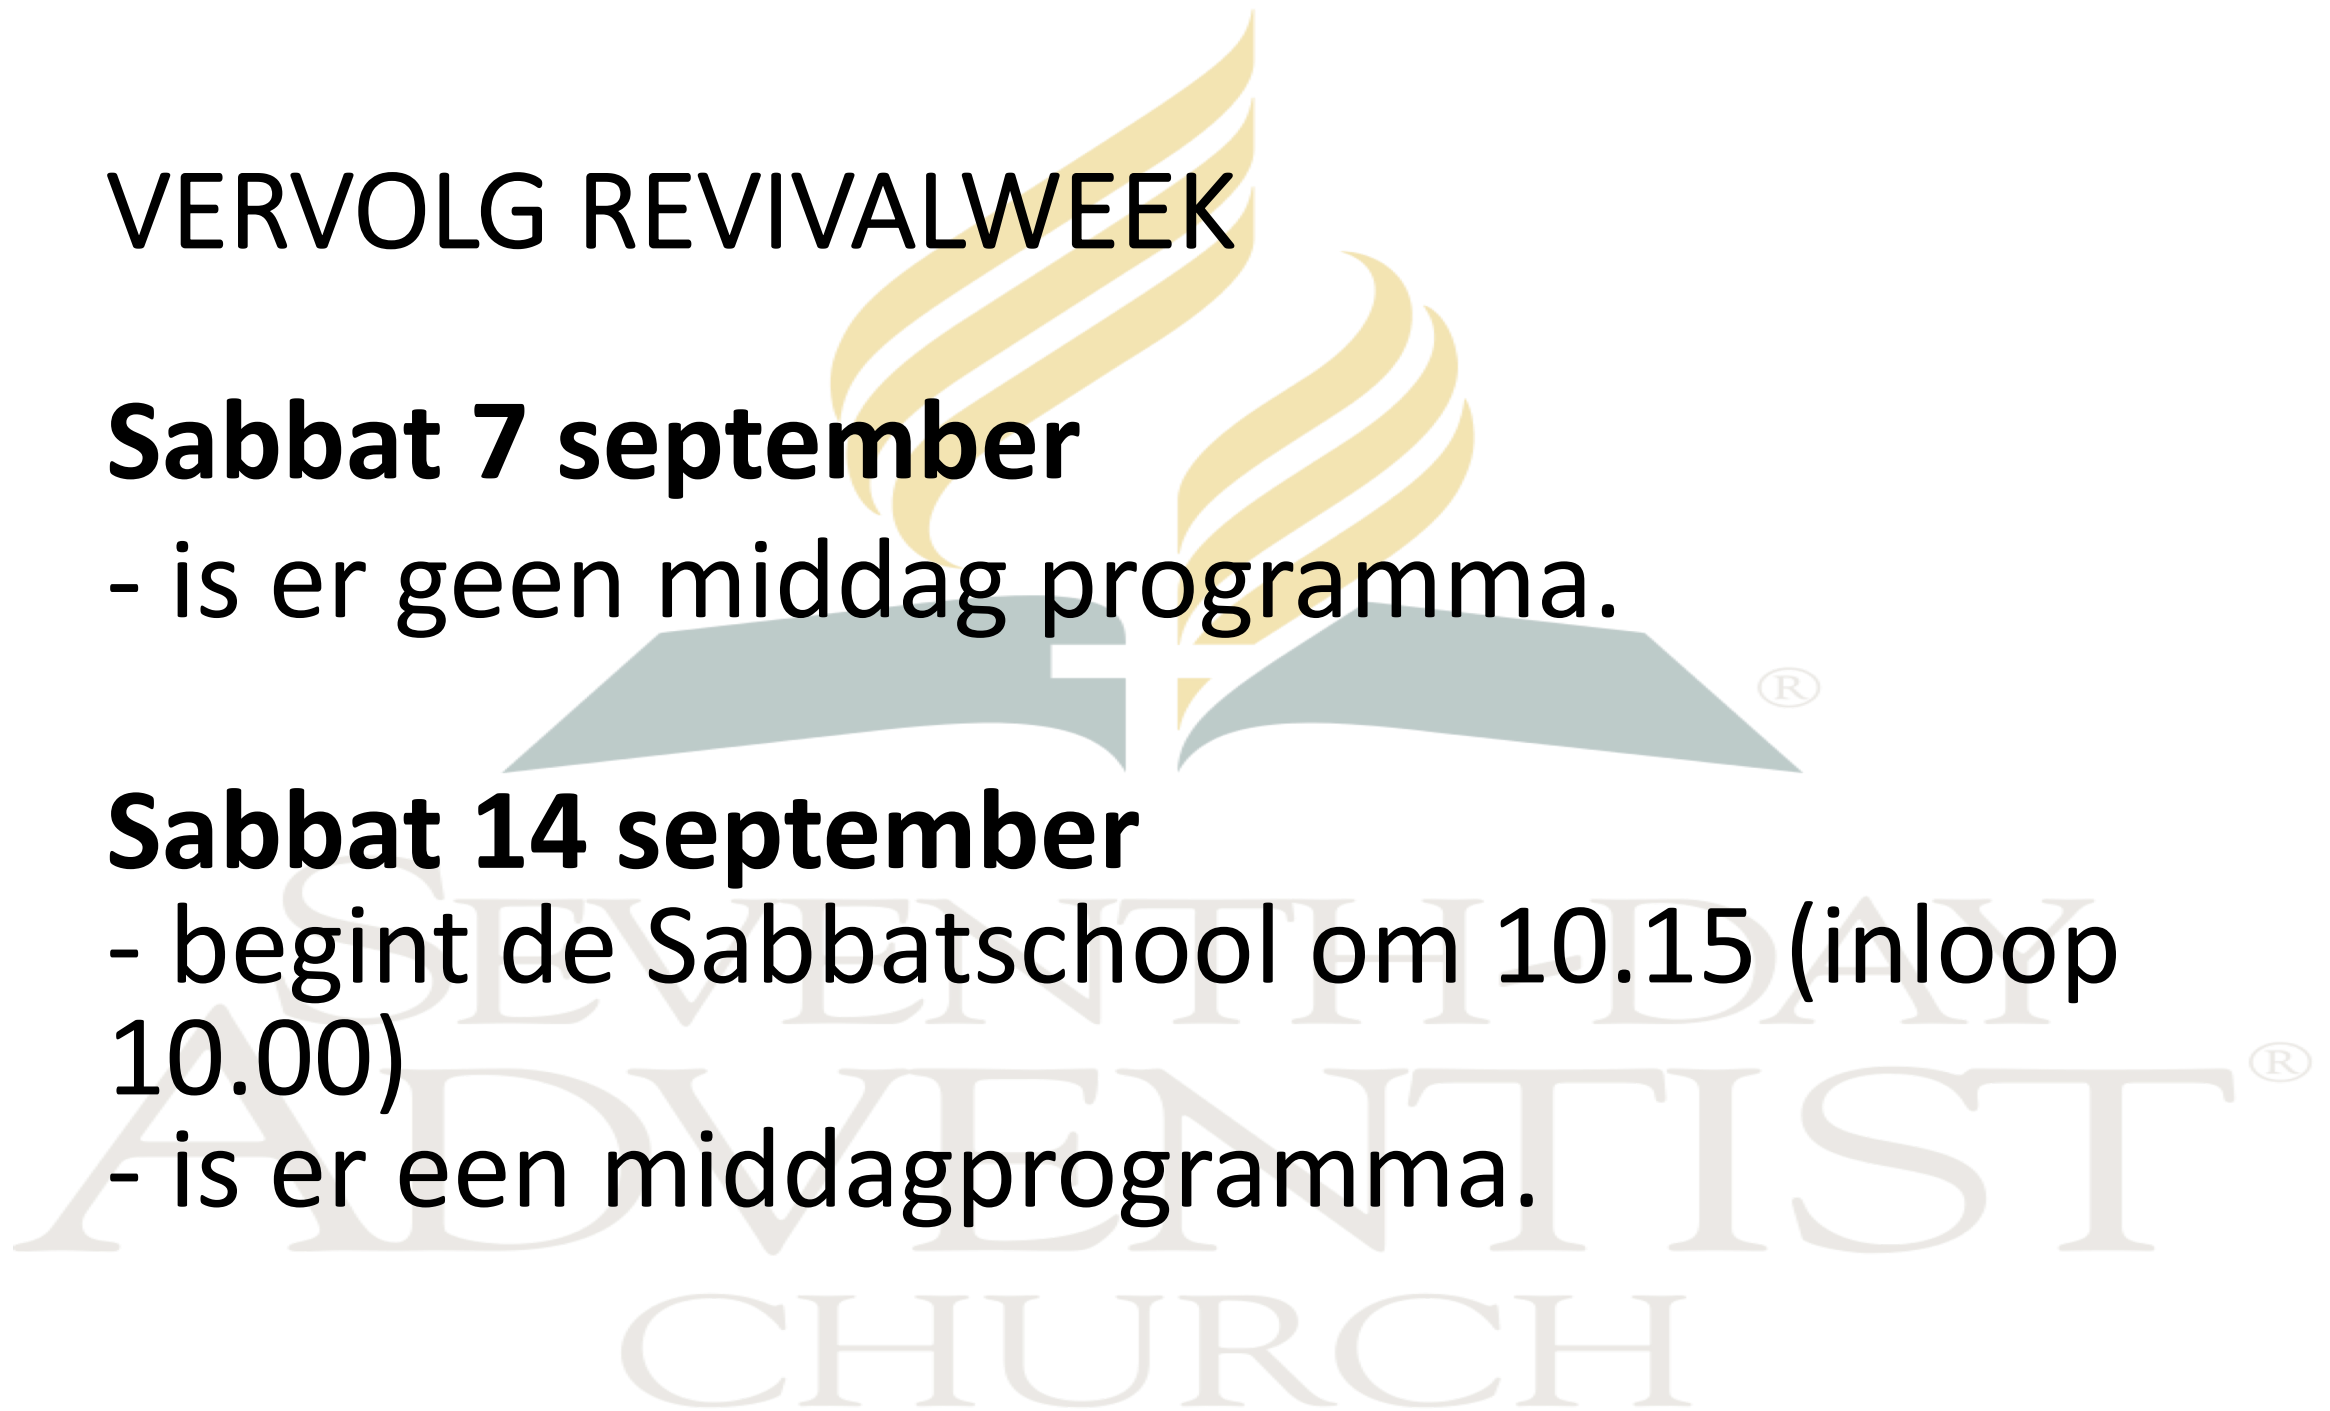 VERVOLG REVIVALWEEK
Sabbat 7 september
- is er geen middag programma.
®
Sabbat 14 september
- begint de Sabbatschool om 10.15 (inloop
10.00)
- is er een middagprogramma.
SEVENTH-DAY
ADVENTIST®
CHURCH